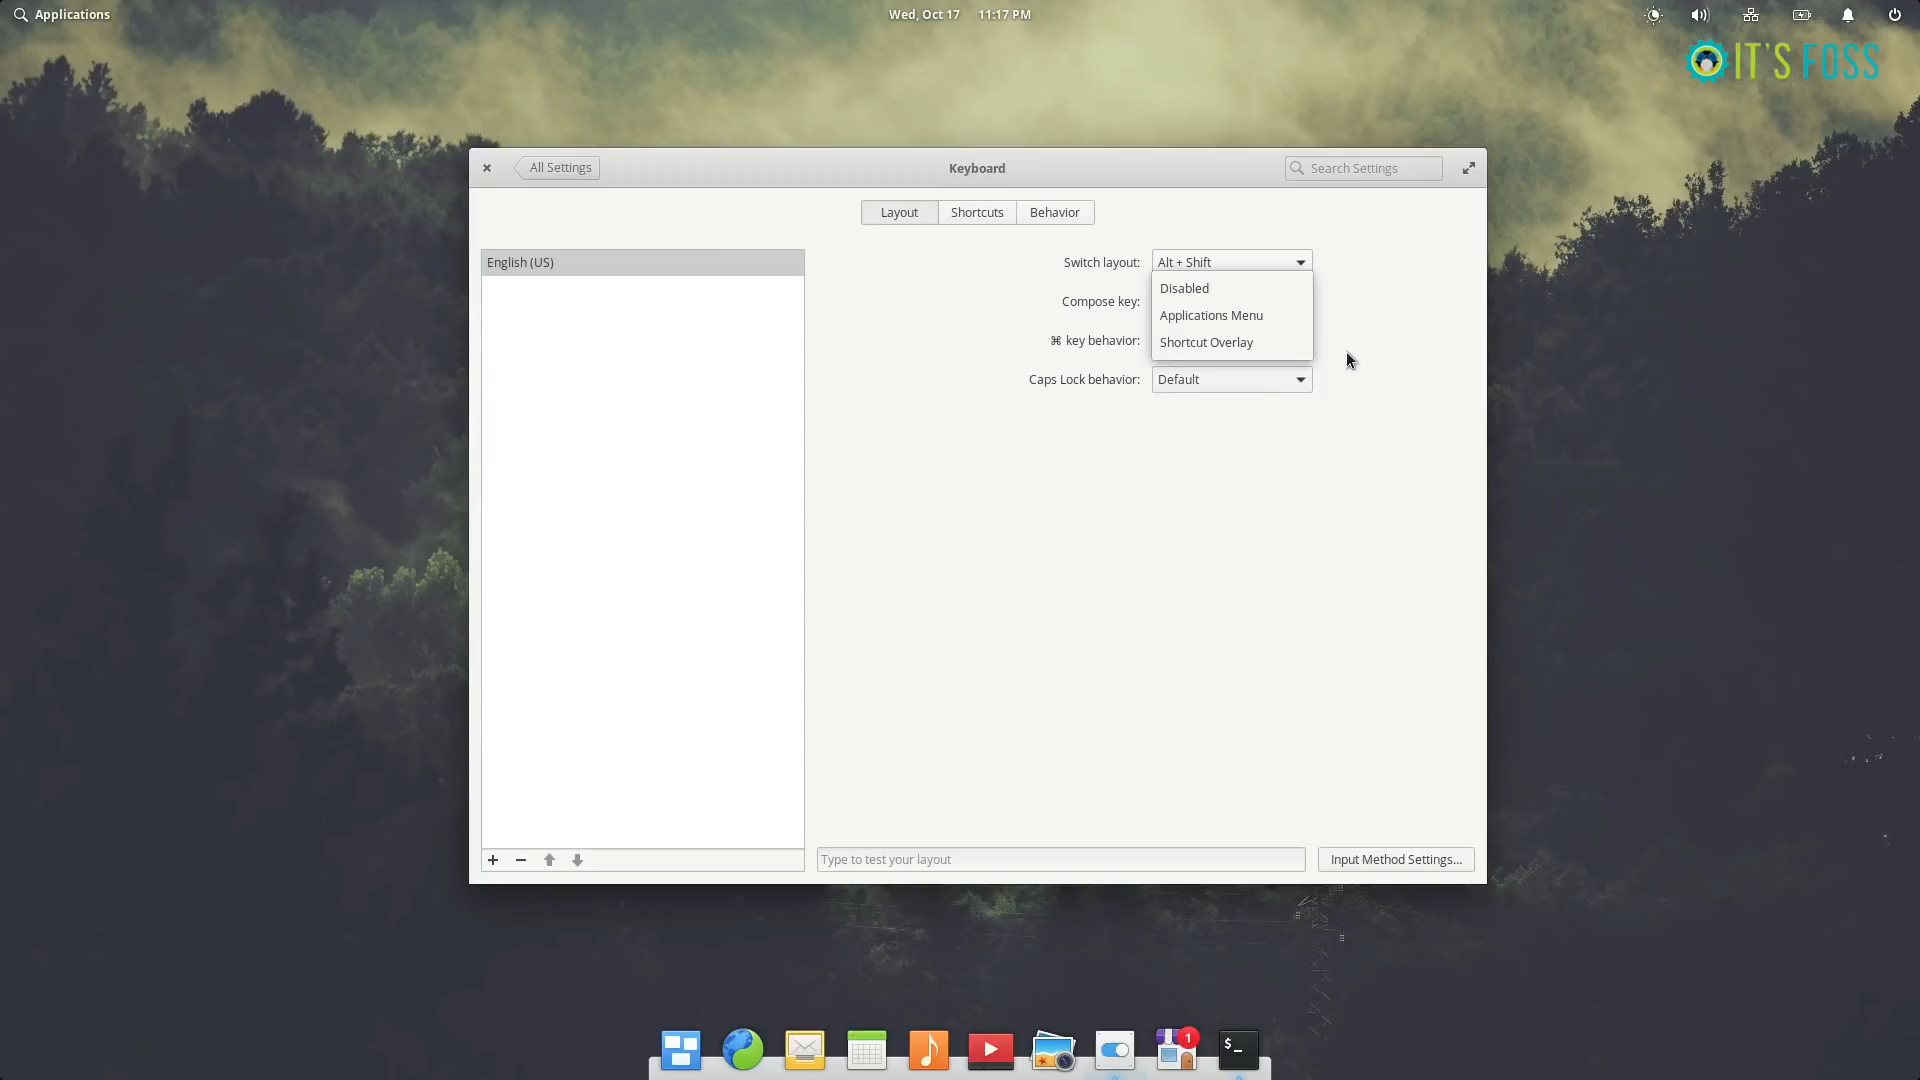 Applications
Wed, Oct 17 11:17 PM
IT'S FOSS
All Settings
Keyboard
Search Settings
Layout
Shortcuts
Behavior
English (US)
Switch layout: Alt + Shift
Compose key:
⌘ key behavior:
Disabled
Applications Menu
Shortcut Overlay
Caps Lock behavior: Default
Type to test your layout
Input Method Settings...
1
$_